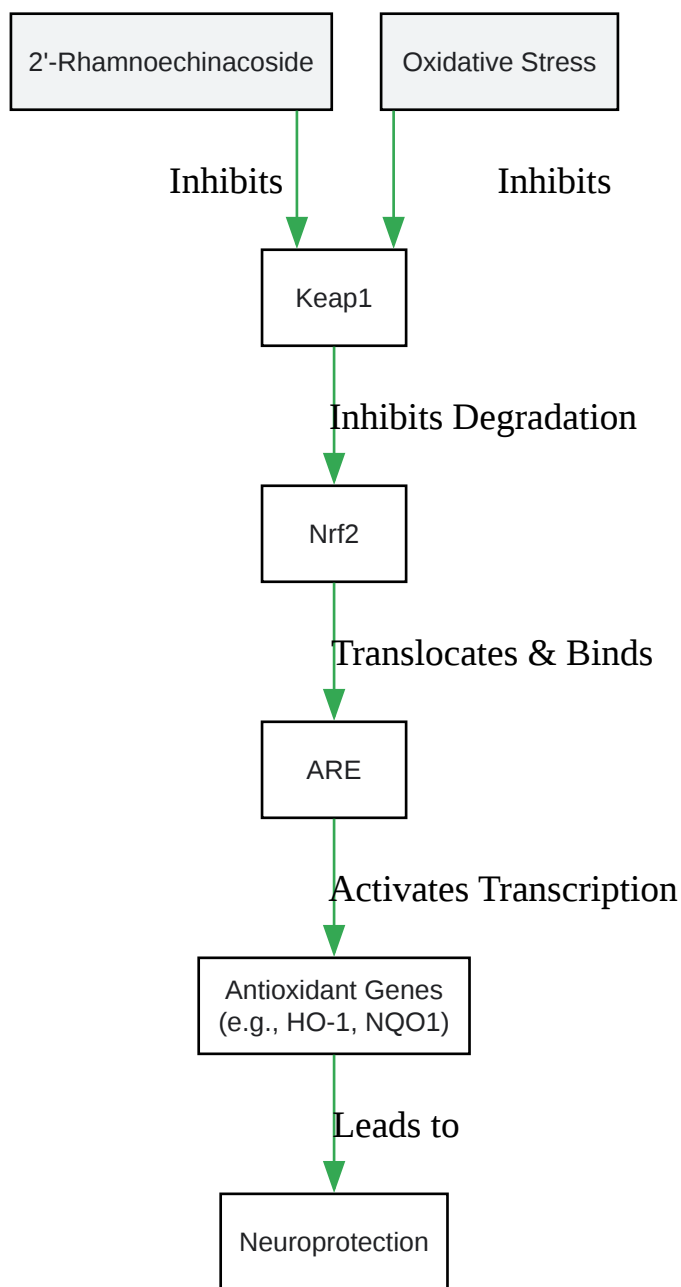 2'-Rhamnoechinacoside
Oxidative Stress
Inhibits
Inhibits
Keap1
Inhibits Degradation
Nrf2
Translocates & Binds
ARE
Activates Transcription
Antioxidant Genes
(e.g., HO-1, NQO1)
Leads to
Neuroprotection